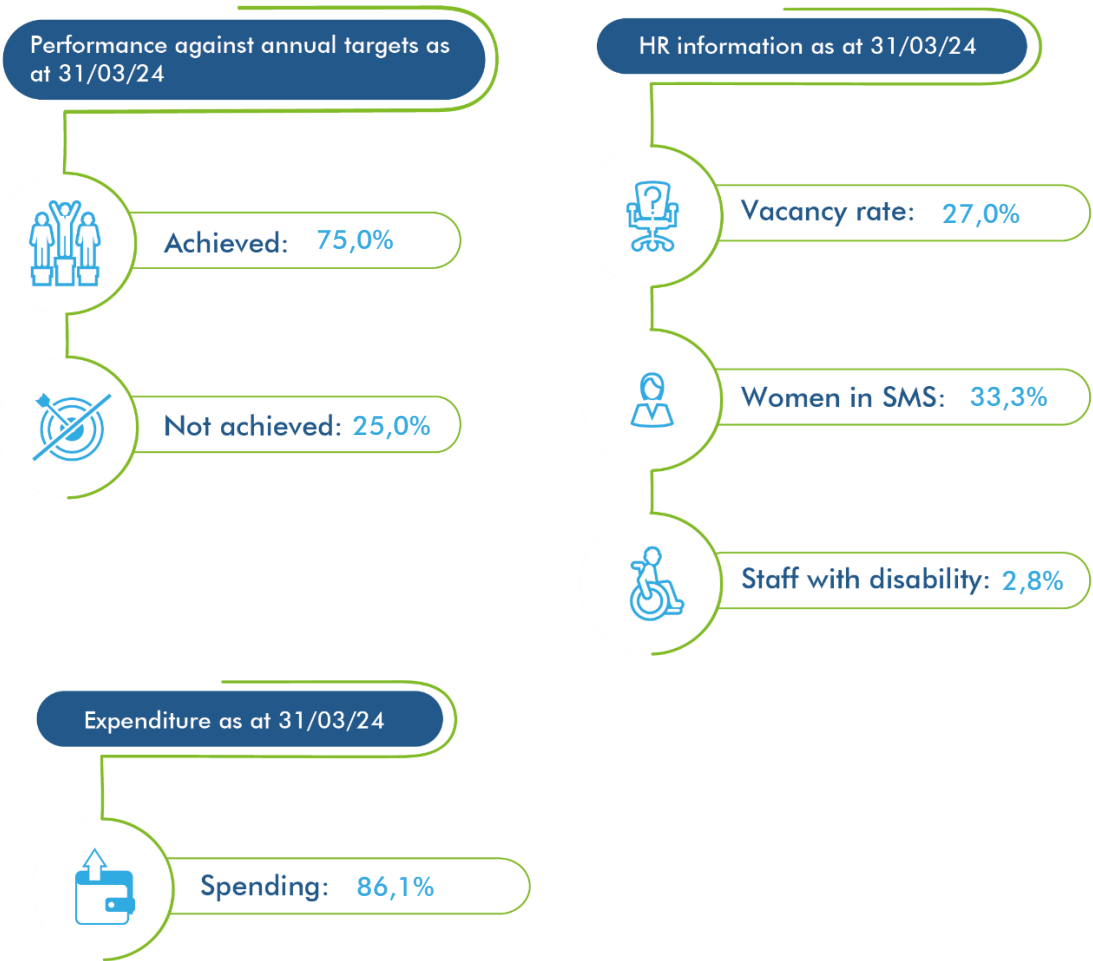 Performance against annual targets as
at 31/03/24
Achieved: 75,0%
Not achieved: 25,0%
HR information as at 31/03/24
?
Vacancy rate: 27,0%
Women in SMS: 33,3%
Staff with disability: 2,8%
Expenditure as at 31/03/24
Spending: 86,1%